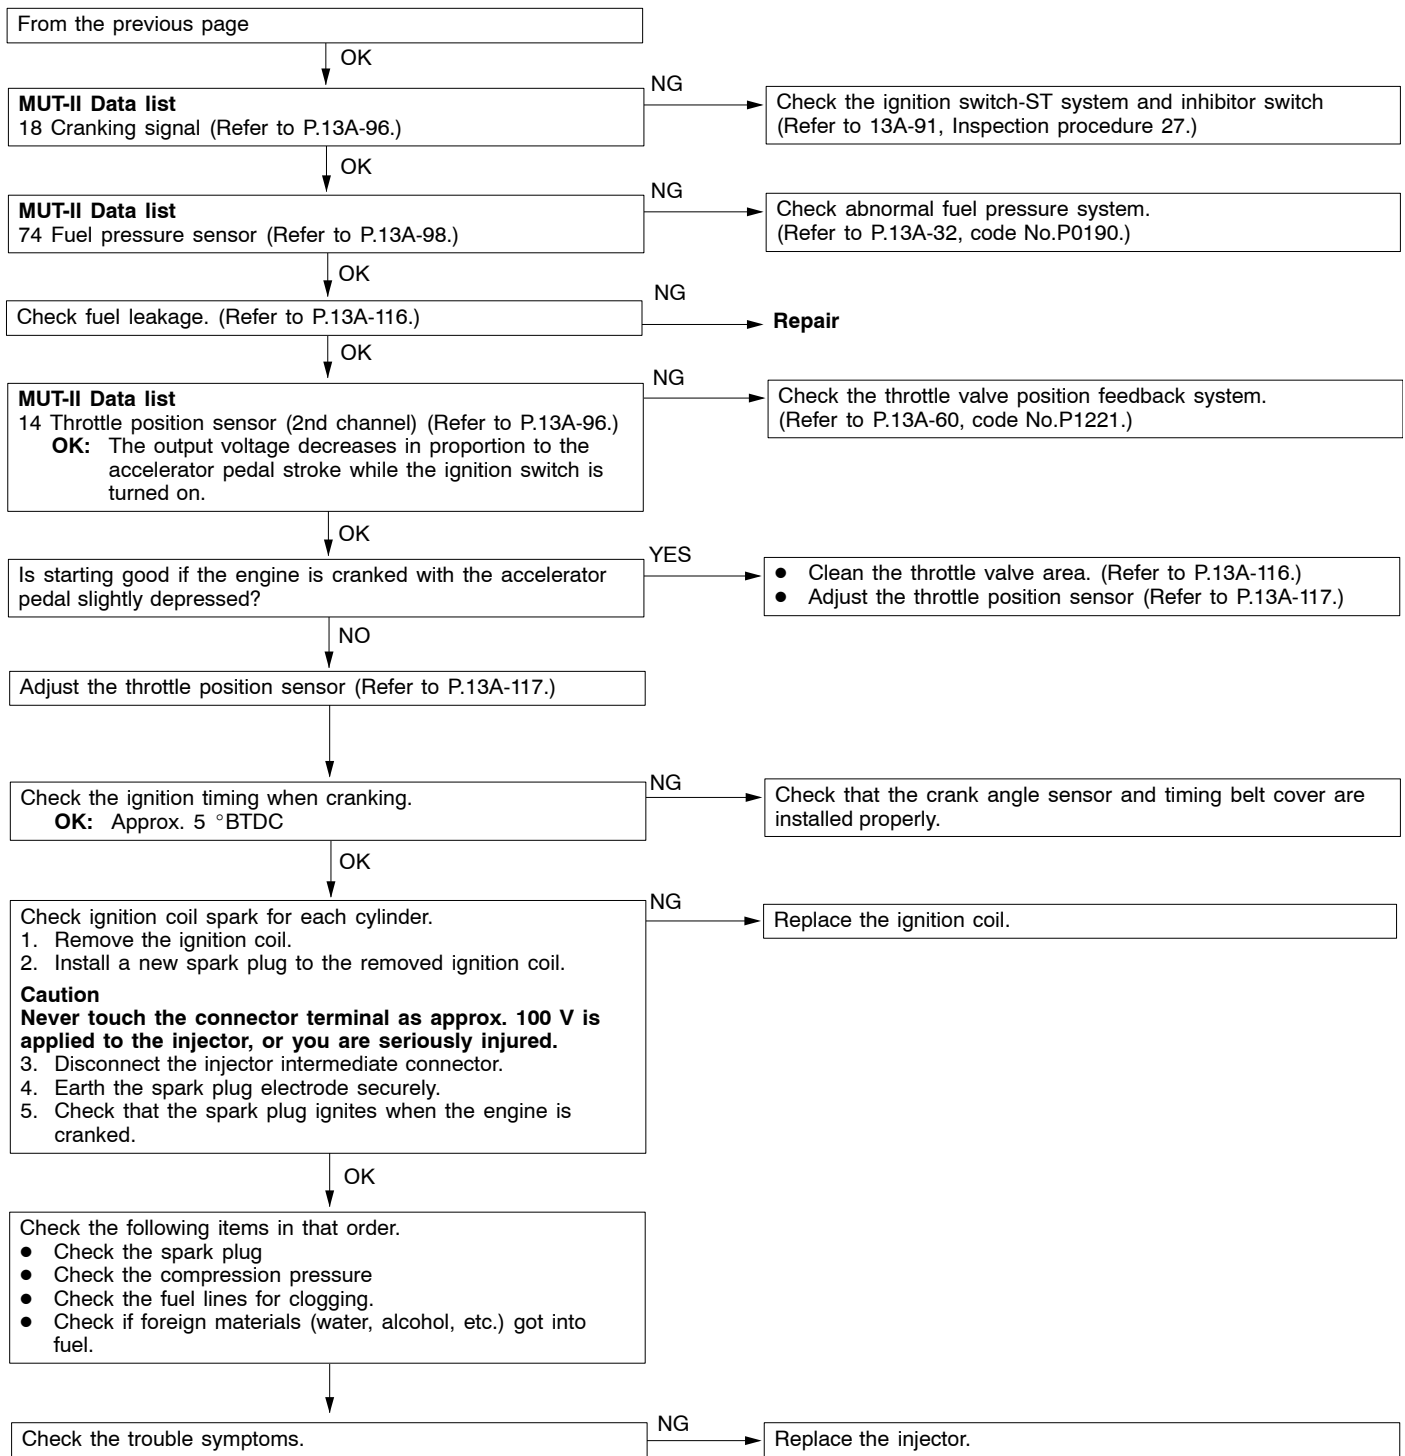 From the previous page
OK
MUT-II Data list
18 Cranking signal (Refer to P.13A-96.)
NG
Check the ignition switch-ST system and inhibitor switch
(Refer to 13A-91, Inspection procedure 27.)
OK
MUT-II Data list
74 Fuel pressure sensor (Refer to P.13A-98.)
NG
Check abnormal fuel pressure system.
(Refer to P.13A-32, code No.P0190.)
OK
Check fuel leakage. (Refer to P.13A-116.)
NG
Repair
OK
MUT-II Data list
14 Throttle position sensor (2nd channel) (Refer to P.13A-96.)
OK: The output voltage decreases in proportion to the
accelerator pedal stroke while the ignition switch is
turned on.
NG
Check the throttle valve position feedback system.
(Refer to P.13A-60, code No.P1221.)
OK
Is starting good if the engine is cranked with the accelerator
pedal slightly depressed?
YES
● Clean the throttle valve area. (Refer to P.13A-116.)
● Adjust the throttle position sensor (Refer to P.13A-117.)
NO
Adjust the throttle position sensor (Refer to P.13A-117.)
Check the ignition timing when cranking.
OK: Approx. 5 °BTDC
NG
Check that the crank angle sensor and timing belt cover are
installed properly.
OK
Check ignition coil spark for each cylinder.
1. Remove the ignition coil.
2. Install a new spark plug to the removed ignition coil.
Caution
Never touch the connector terminal as approx. 100 V is
applied to the injector, or you are seriously injured.
3. Disconnect the injector intermediate connector.
4. Earth the spark plug electrode securely.
5. Check that the spark plug ignites when the engine is
cranked.
NG
Replace the ignition coil.
OK
Check the following items in that order.
● Check the spark plug
● Check the compression pressure
● Check the fuel lines for clogging.
● Check if foreign materials (water, alcohol, etc.) got into
fuel.
Check the trouble symptoms.
NG
Replace the injector.